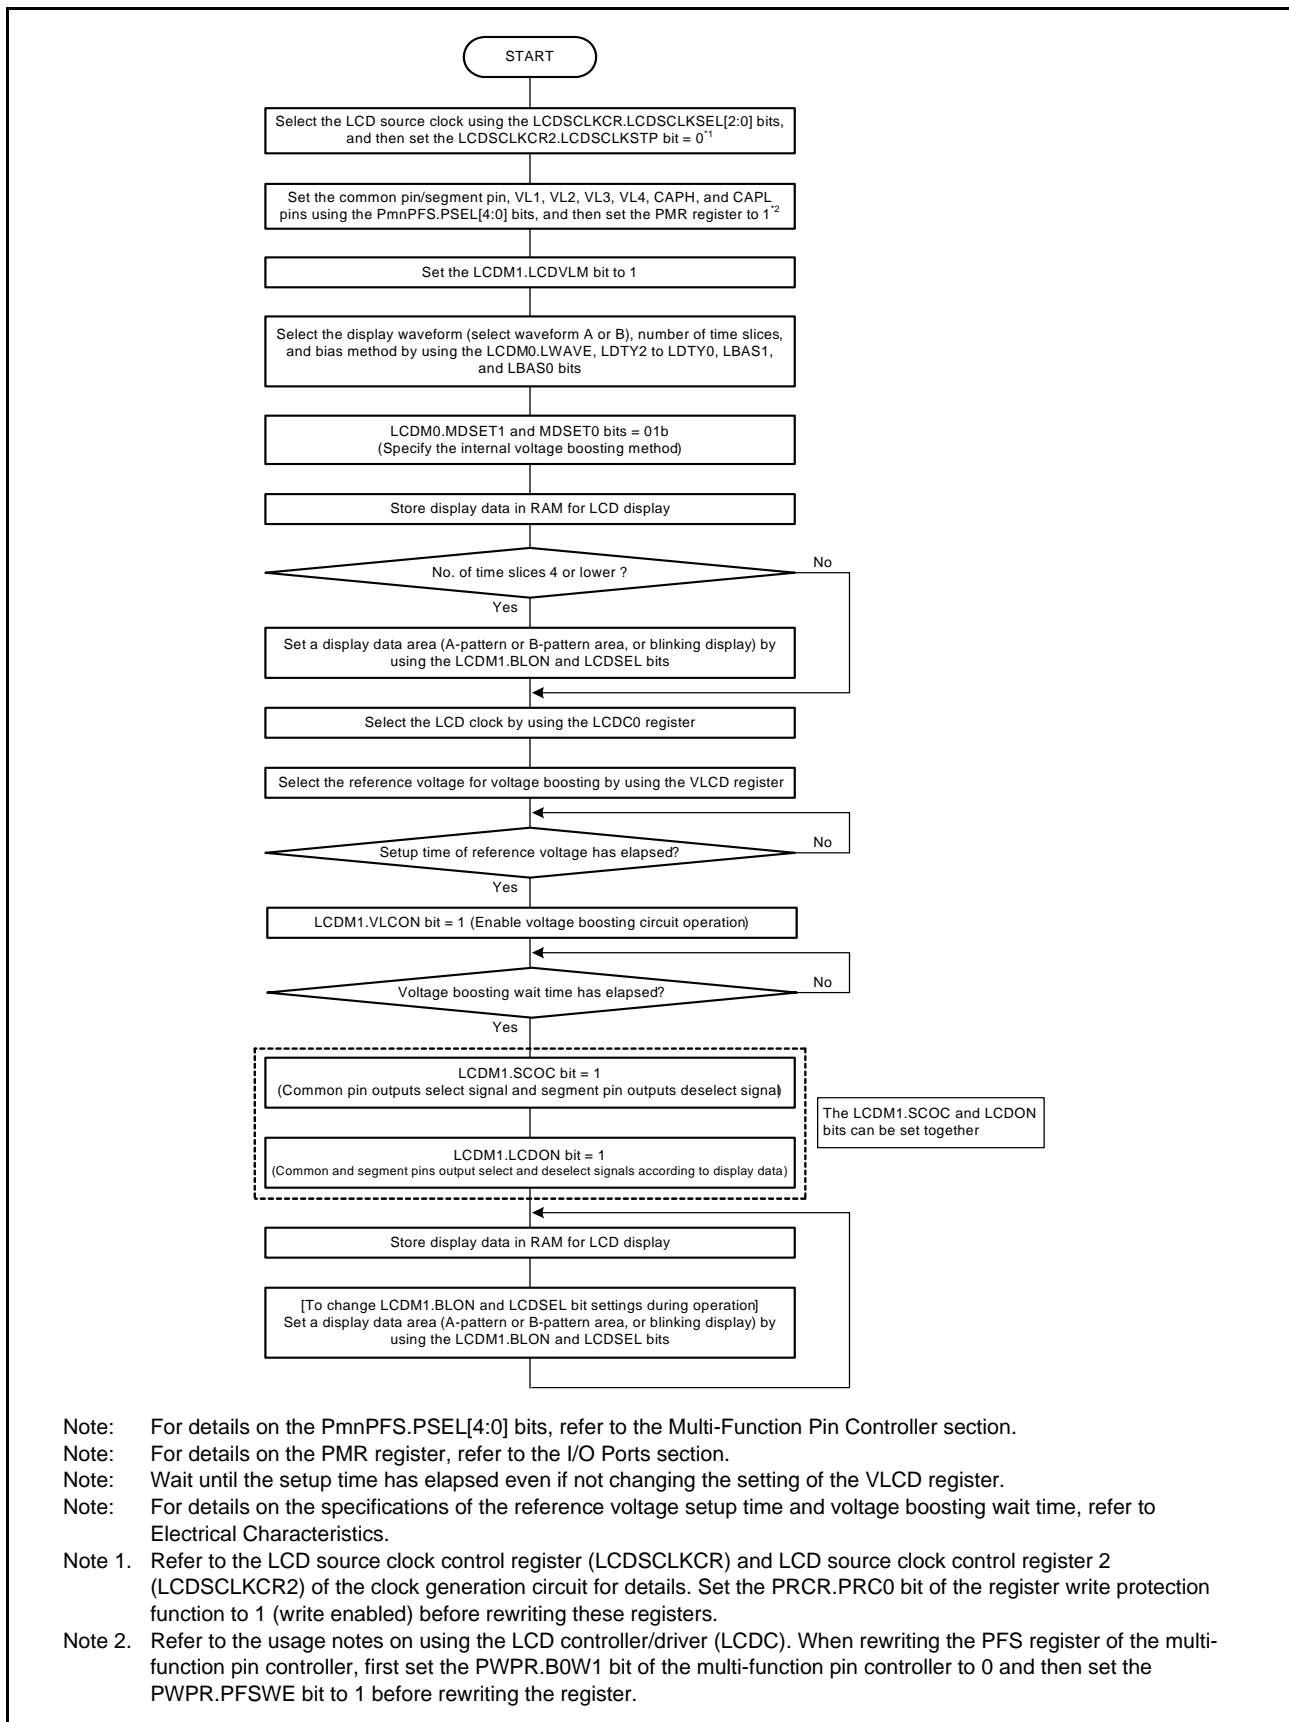 START
Select the LCD source clock using the LCDSCLKCR.LCDSCLKSEL[2:0] bits,
and then set the LCDSCLKCR2.LCDSCLKSTP bit = 0*1
Set the common pin/segment pin, VL1, VL2, VL3, VL4, CAPH, and CAPL
pins using the PmnPFS.PSEL[4:0] bits, and then set the PMR register to 1*2
Set the LCDM1.LCDVLM bit to 1
Select the display waveform (select waveform A or B), number of time slices,
and bias method by using the LCDM0.LWAVE, LDTY2 to LDTY0, LBAS1,
and LBAS0 bits
LCDM0.MDSET1 and MDSET0 bits = 01b
(Specify the internal voltage boosting method)
Store display data in RAM for LCD display
No. of time slices 4 or lower ?
No
Yes
Set a display data area (A-pattern or B-pattern area, or blinking display) by
using the LCDM1.BLON and LCDSEL bits
Select the LCD clock by using the LCDC0 register
Select the reference voltage for voltage boosting by using the VLCD register
Setup time of reference voltage has elapsed?
No
Yes
LCDM1.VLCON bit = 1 (Enable voltage boosting circuit operation)
Voltage boosting wait time has elapsed?
No
Yes
LCDM1.SCOC bit = 1
(Common pin outputs select signal and segment pin outputs deselect signal)
The LCDM1.SCOC and LCDON
bits can be set together
LCDM1.LCDON bit = 1
(Common and segment pins output select and deselect signals according to display data)
Store display data in RAM for LCD display
[To change LCDM1.BLON and LCDSEL bit settings during operation]
Set a display data area (A-pattern or B-pattern area, or blinking display) by
using the LCDM1.BLON and LCDSEL bits
Note: For details on the PmnPFS.PSEL[4:0] bits, refer to the Multi-Function Pin Controller section.
Note: For details on the PMR register, refer to the I/O Ports section.
Note: Wait until the setup time has elapsed even if not changing the setting of the VLCD register.
Note: For details on the specifications of the reference voltage setup time and voltage boosting wait time, refer to
Electrical Characteristics.
Note 1. Refer to the LCD source clock control register (LCDSCLKCR) and LCD source clock control register 2
(LCDSCLKCR2) of the clock generation circuit for details. Set the PRCR.PRC0 bit of the register write protection
function to 1 (write enabled) before rewriting these registers.
Note 2. Refer to the usage notes on using the LCD controller/driver (LCDC). When rewriting the PFS register of the multi-
function pin controller, first set the PWPR.B0W1 bit of the multi-function pin controller to 0 and then set the
PWPR.PFSWE bit to 1 before rewriting the register.